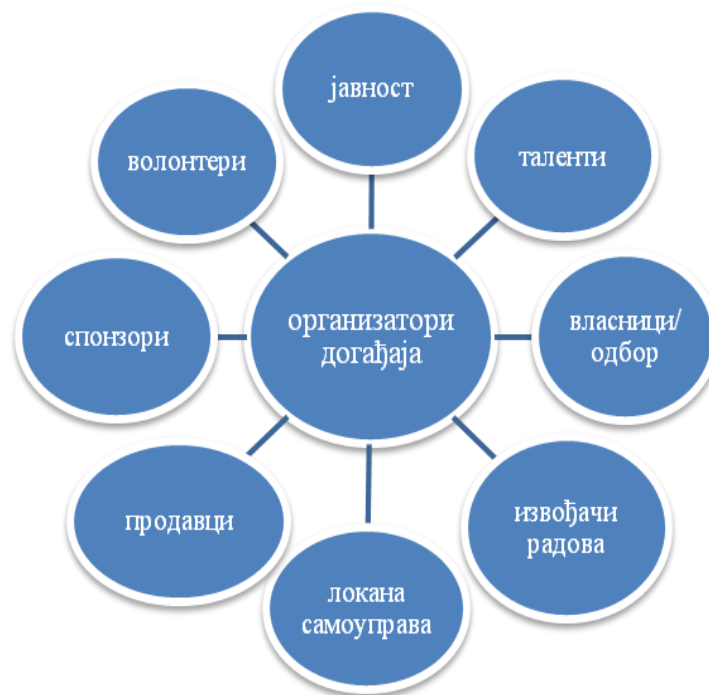 јавност
таленти
власници/
одбор
извођачи
радова
локана
самоуправа
продавци
спонзори
волонтери
организатори
догађаја